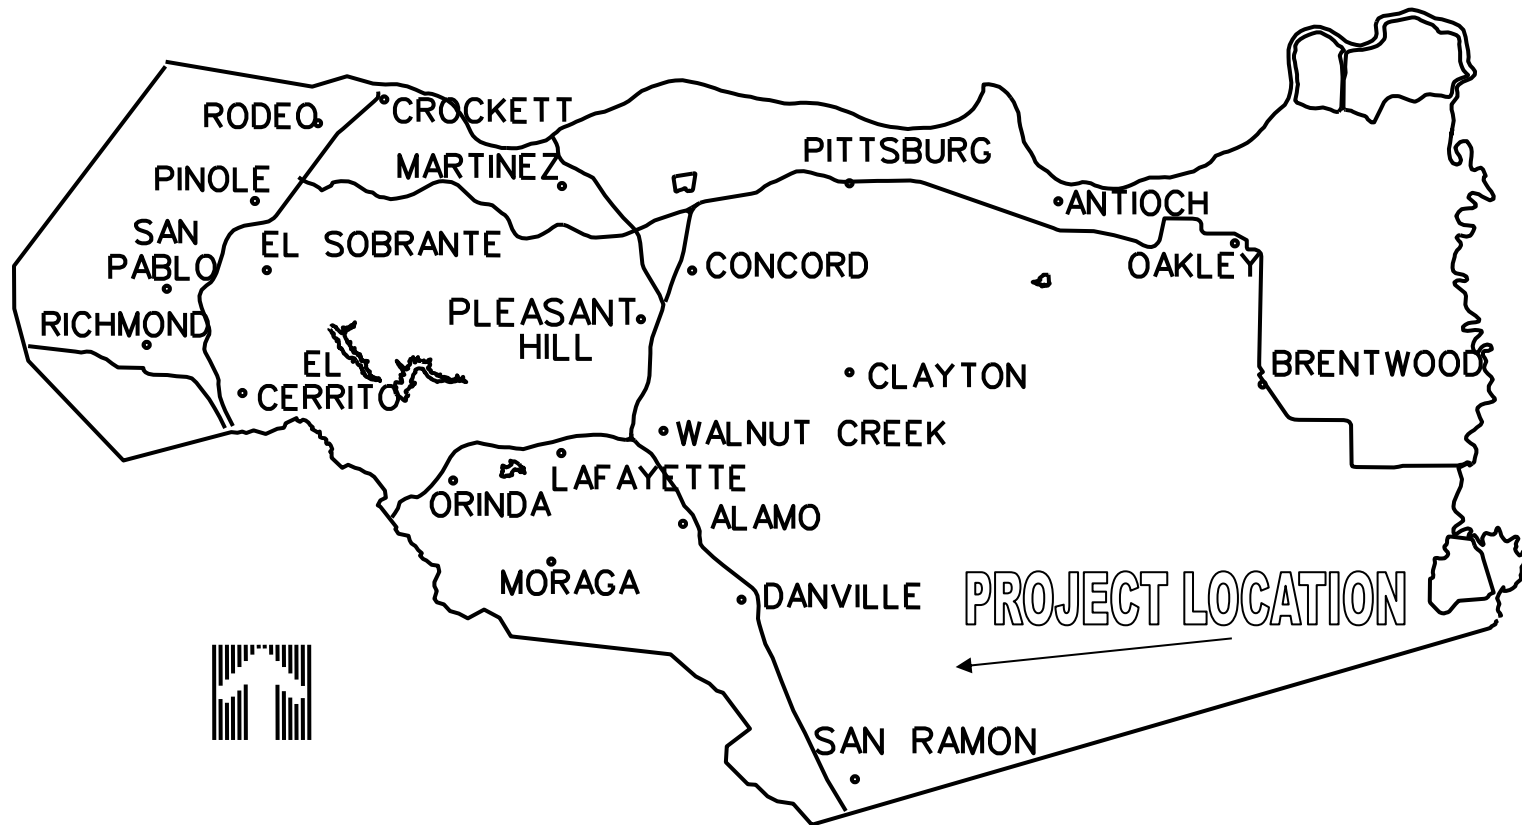 RODEO
CROCKETT
PITTSBURG
MARTINEZ
PINOLE
ANTIOCH
SAN
PABLO
EL SOBRANTE
CONCORD
OAKLEY
PLEASANT
HILL
RICHMOND
EL
CERRITO
CLAYTON
BRENTWOOD
WALNUT CREEK
LAFAYETTE
ORINDA
ALAMO
MORAGA
DANVILLE
PROJECT LOCATION
SAN RAMON